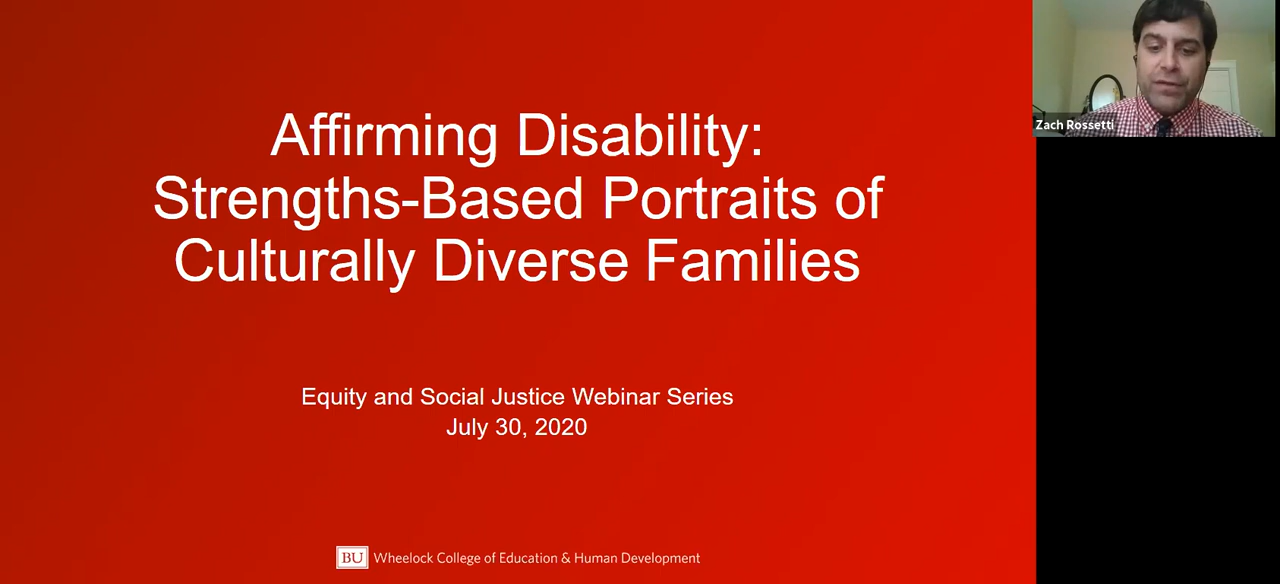 Affirming Disability:
Strengths-Based Portraits of
Culturally Diverse Families
Equity and Social Justice Webinar Series
July 30, 2020
BU Wheelock College of Education & Human Development
Zach Rossetti